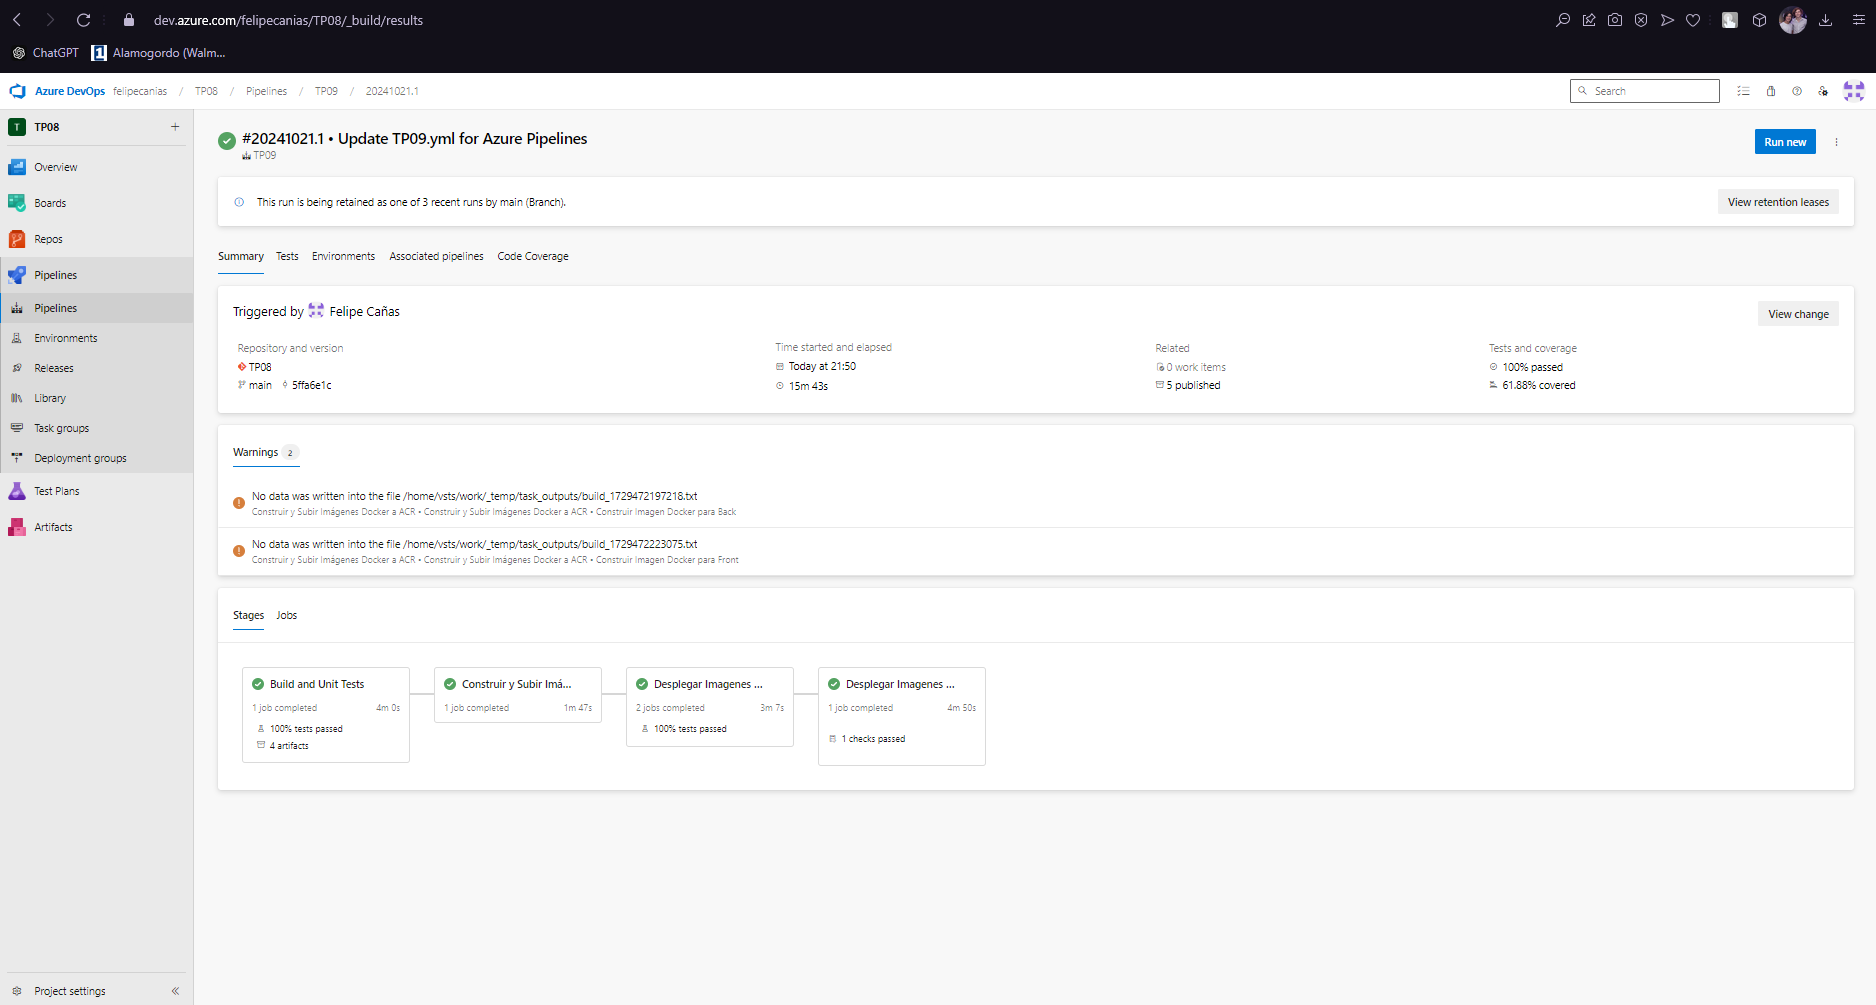 dev.azure.com/felipecanias/TP08/_build/results
ChatGPT
1 Alamogordo (Walm...
Azure DevOps felipecanias / TP08 / Pipelines / TP09 / 20241021.1
Search
T TP08 +
Overview
Boards
Repos
Pipelines
Pipelines
Environments
Releases
Library
Task groups
Deployment groups
Test Plans
Artifacts
Project settings
#20241021.1 • Update TP09.yml for Azure Pipelines
TP09
Run new
This run is being retained as one of 3 recent runs by main (Branch).
View retention leases
Summary Tests Environments Associated pipelines Code Coverage
Triggered by Felipe Cañas
View change
Repository and version
TP08
main 5ffa6e1c
Time started and elapsed
Today at 21:50
15m 43s
Related
0 work items
5 published
Tests and coverage
100% passed
61.88% covered
Warnings 2
No data was written into the file /home/vsts/work/_temp/task_outputs/build_1729472197218.txt
Construir y Subir Imágenes Docker a ACR • Construir y Subir Imágenes Docker a ACR • Construir Imagen Docker para Back
No data was written into the file /home/vsts/work/_temp/task_outputs/build_1729472223075.txt
Construir y Subir Imágenes Docker a ACR • Construir y Subir Imágenes Docker a ACR • Construir Imagen Docker para Front
Stages Jobs
Build and Unit Tests
1 job completed 4m 0s
100% tests passed
4 artifacts
Construir y Subir Imá...
1 job completed 1m 47s
Desplegar Imagenes ...
2 jobs completed 3m 7s
100% tests passed
Desplegar Imagenes ...
1 job completed 4m 50s
1 checks passed